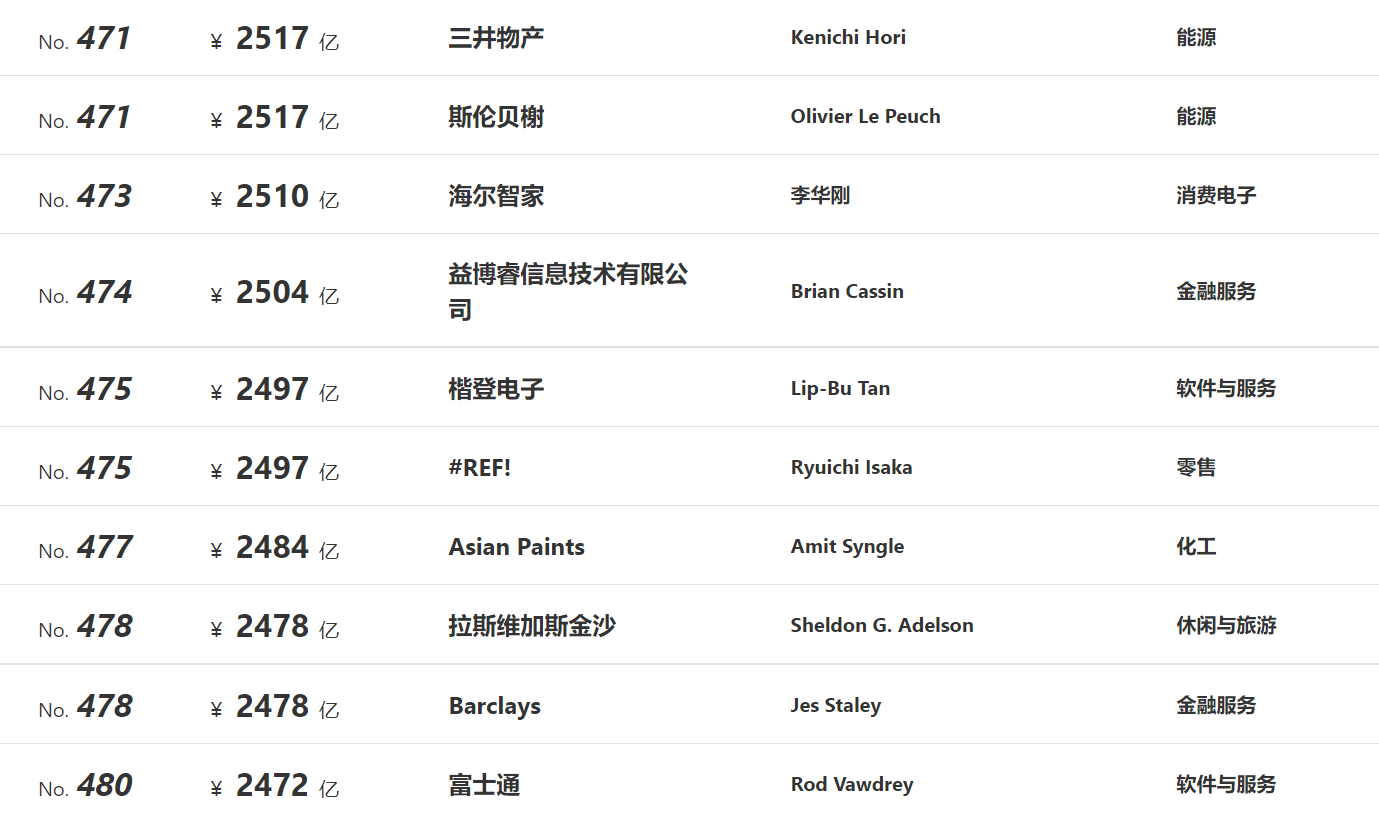 No. 471 ¥ 2517 亿 三井物产 Kenichi Hori 能源
No. 471 ¥ 2517 亿 斯伦贝榭 Olivier Le Peuch 能源
No. 473 ¥ 2510 亿 海尔智家 李华刚 消费电子
No. 474 ¥ 2504 亿 益博睿信息技术有限公 Brian Cassin 金融服务
司
No. 475 ¥ 2497 亿 楷登电子 Lip-Bu Tan 软件与服务
No. 475 ¥ 2497 亿 #REF! Ryuichi Isaka 零售
No. 477 ¥ 2484 亿 Asian Paints Amit Syngle 化工
No. 478 ¥ 2478 亿 拉斯维加斯金沙 Sheldon G. Adelson 休闲与旅游
No. 478 ¥ 2478 亿 Barclays Jes Staley 金融服务
No. 480 ¥ 2472 亿 富士通 Rod Vawdrey 软件与服务